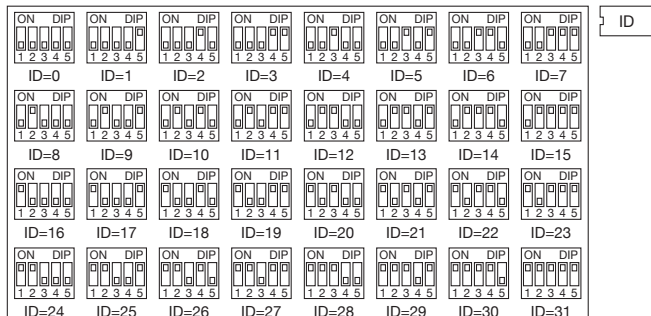 ON DIP ON DIP ON DIP ON DIP ON DIP ON DIP ON DIP ON DIP ID
1 2 3 4 5 1 2 3 4 5 1 2 3 4 5 1 2 3 4 5 1 2 3 4 5 1 2 3 4 5 1 2 3 4 5 1 2 3 4 5
ID=0 ID=1 ID=2 ID=3 ID=4 ID=5 ID=6 ID=7
ON DIP ON DIP ON DIP ON DIP ON DIP ON DIP ON DIP ON DIP
1 2 3 4 5 1 2 3 4 5 1 2 3 4 5 1 2 3 4 5 1 2 3 4 5 1 2 3 4 5 1 2 3 4 5 1 2 3 4 5
ID=8 ID=9 ID=10 ID=11 ID=12 ID=13 ID=14 ID=15
ON DIP ON DIP ON DIP ON DIP ON DIP ON DIP ON DIP ON DIP
1 2 3 4 5 1 2 3 4 5 1 2 3 4 5 1 2 3 4 5 1 2 3 4 5 1 2 3 4 5 1 2 3 4 5 1 2 3 4 5
ID=16 ID=17 ID=18 ID=19 ID=20 ID=21 ID=22 ID=23
ON DIP ON DIP ON DIP ON DIP ON DIP ON DIP ON DIP ON DIP
1 2 3 4 5 1 2 3 4 5 1 2 3 4 5 1 2 3 4 5 1 2 3 4 5 1 2 3 4 5 1 2 3 4 5 1 2 3 4 5
ID=24 ID=25 ID=26 ID=27 ID=28 ID=29 ID=30 ID=31